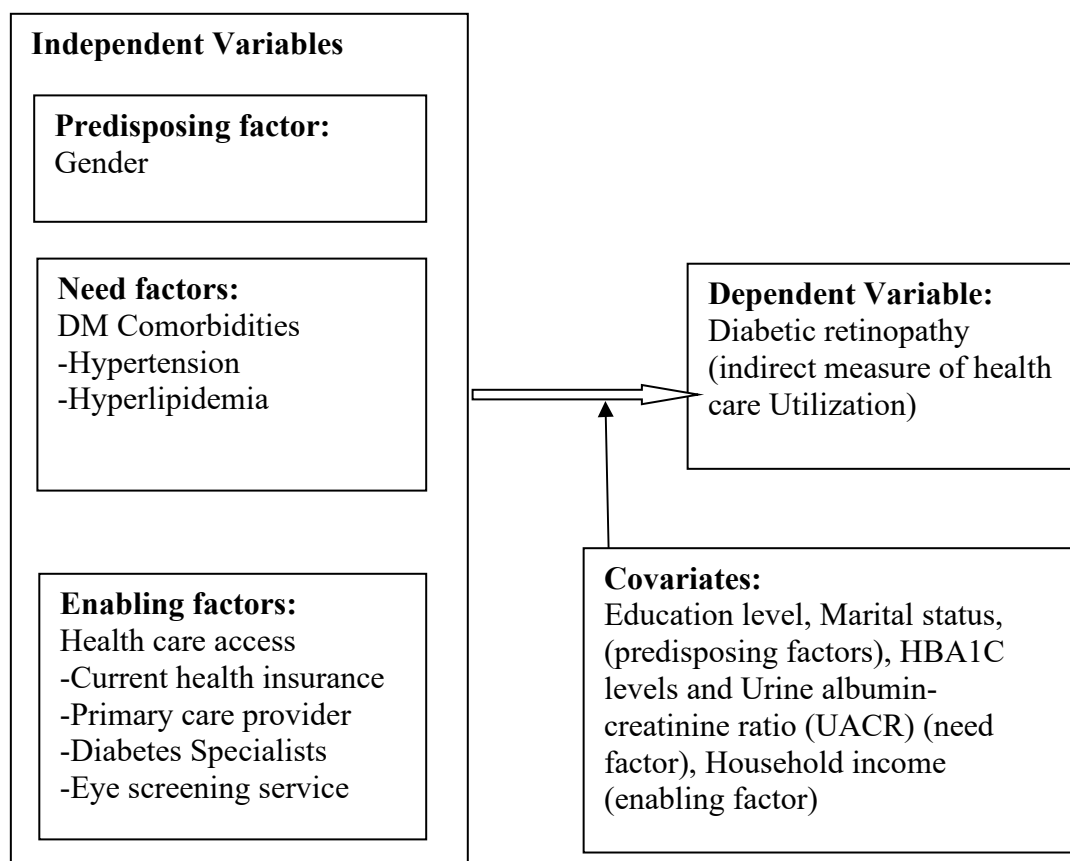 Independent Variables
Predisposing factor:
Gender
Need factors:
DM Comorbidities
-Hypertension
-Hyperlipidemia
Enabling factors:
Health care access
-Current health insurance
-Primary care provider
-Diabetes Specialists
-Eye screening service
Dependent Variable:
Diabetic retinopathy
(indirect measure of health
care Utilization)
Covariates:
Education level, Marital status,
(predisposing factors), HBA1C
levels and Urine albumin-
creatinine ratio (UACR) (need
factor), Household income
(enabling factor)